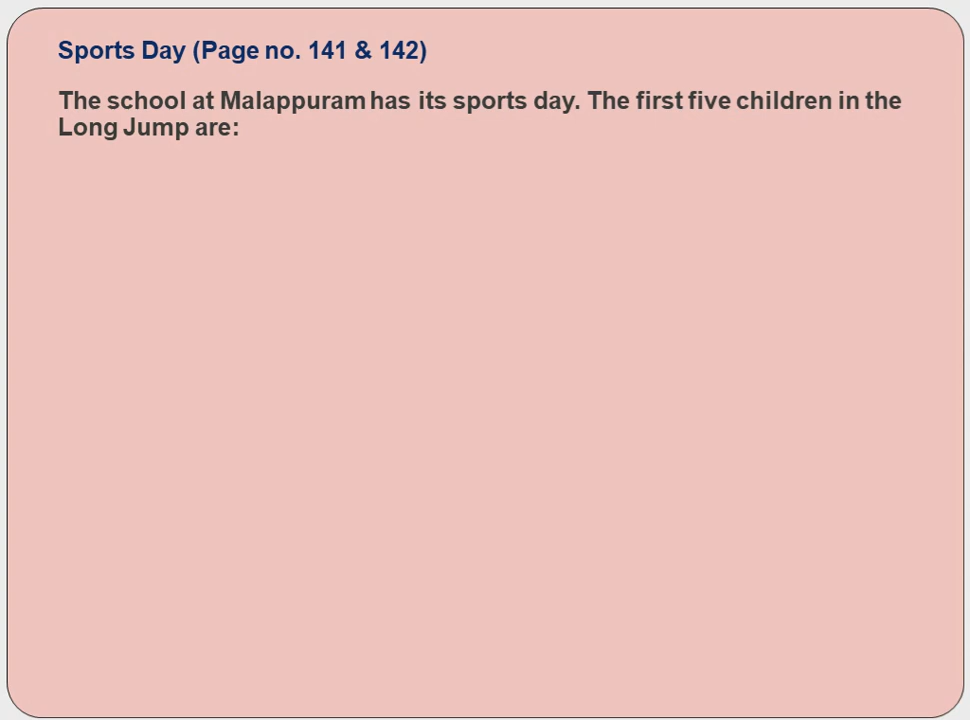 Sports Day (Page no. 141 & 142)
The school at Malappuram has its sports day. The first five children in the
Long Jump are: